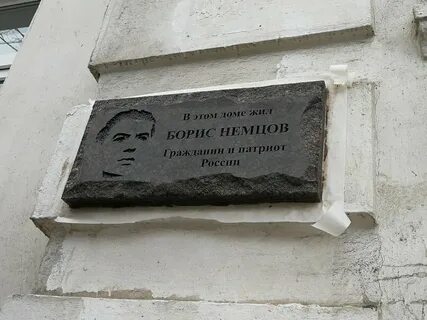 В этом доме жил
БОРИС НЕМЦОВ
Гражданин и патриот
России